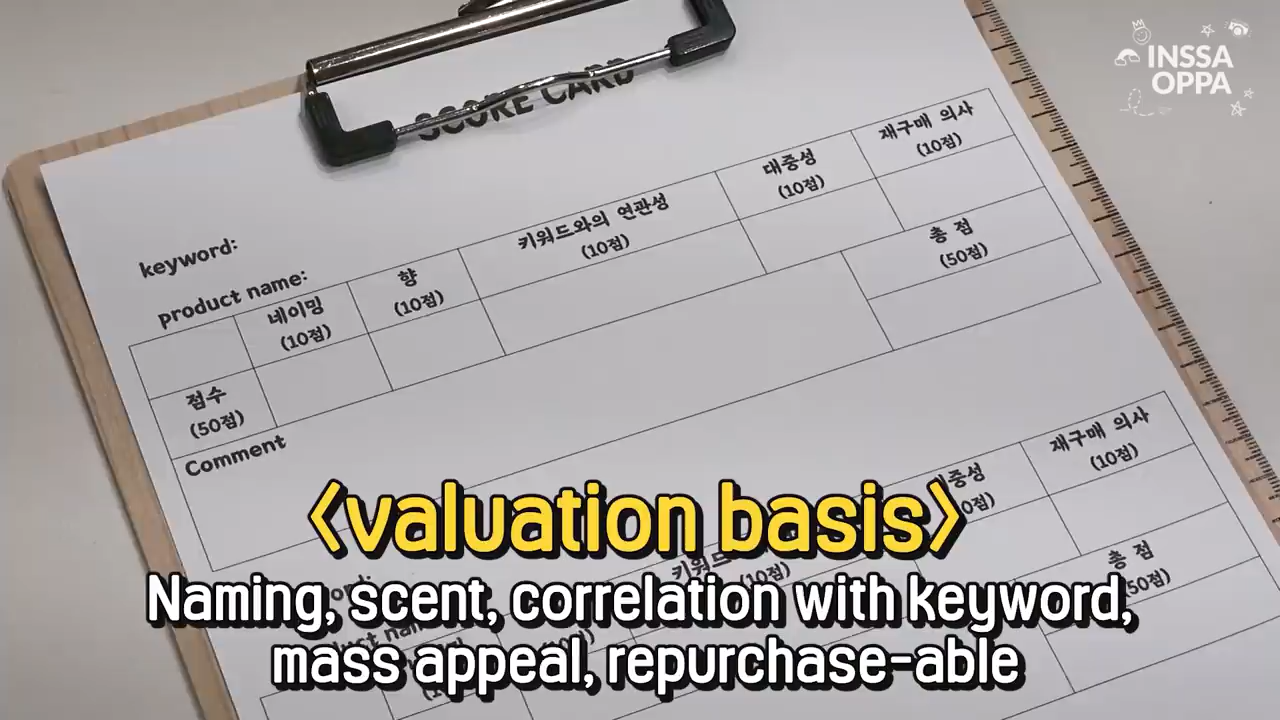 INSSA
OPPA
SCORE CARD
keyword:
product name:
네이밍
(10점)
향
(10점)
키워드와의 연관성
(10점)
대중성
(10점)
재구매 의사
(10점)
점수
(50점)
총 점
(50점)
Comment
재구매 의사
(10점)
총 점
(10점)
<valuation basis>
Naming, scent, correlation with keyword,
mass appeal, repurchase-able